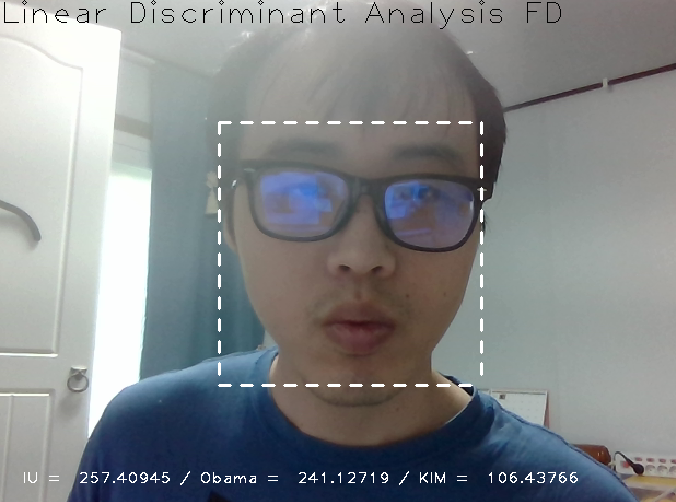 Linear Discriminant Analysis FD
IU = 257.40945 / Obama = 241.12719 / KIM = 106.43766